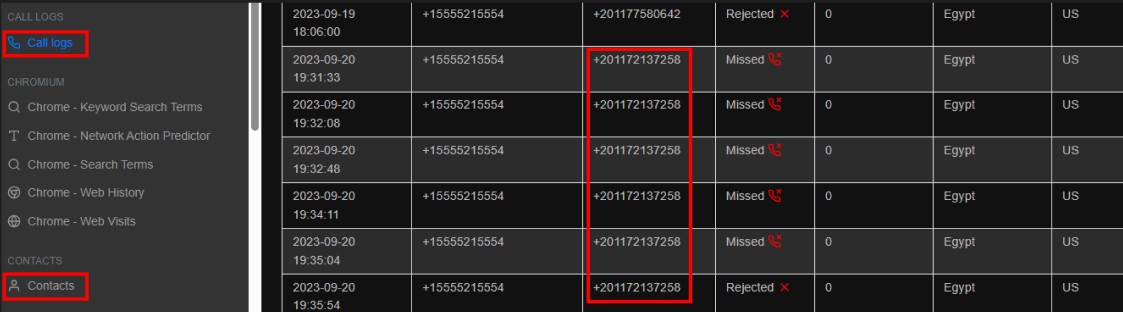 CALL LOGS
Call logs
CHROMIUM
Chrome - Keyword Search Terms
Chrome - Network Action Predictor
Chrome - Search Terms
Chrome - Web History
Chrome - Web Visits
CONTACTS
Contacts
2023-09-19 +15555215554 +201177580642 Rejected 0 Egypt US
18:06:00
2023-09-20 +15555215554 +201172137258 Missed 0 Egypt US
19:31:33
2023-09-20 +15555215554 +201172137258 Missed 0 Egypt US
19:32:08
2023-09-20 +15555215554 +201172137258 Missed 0 Egypt US
19:32:48
2023-09-20 +15555215554 +201172137258 Missed 0 Egypt US
19:34:11
2023-09-20 +15555215554 +201172137258 Missed 0 Egypt US
19:35:04
2023-09-20 +15555215554 +201172137258 Rejected 0 Egypt US
19:35:54